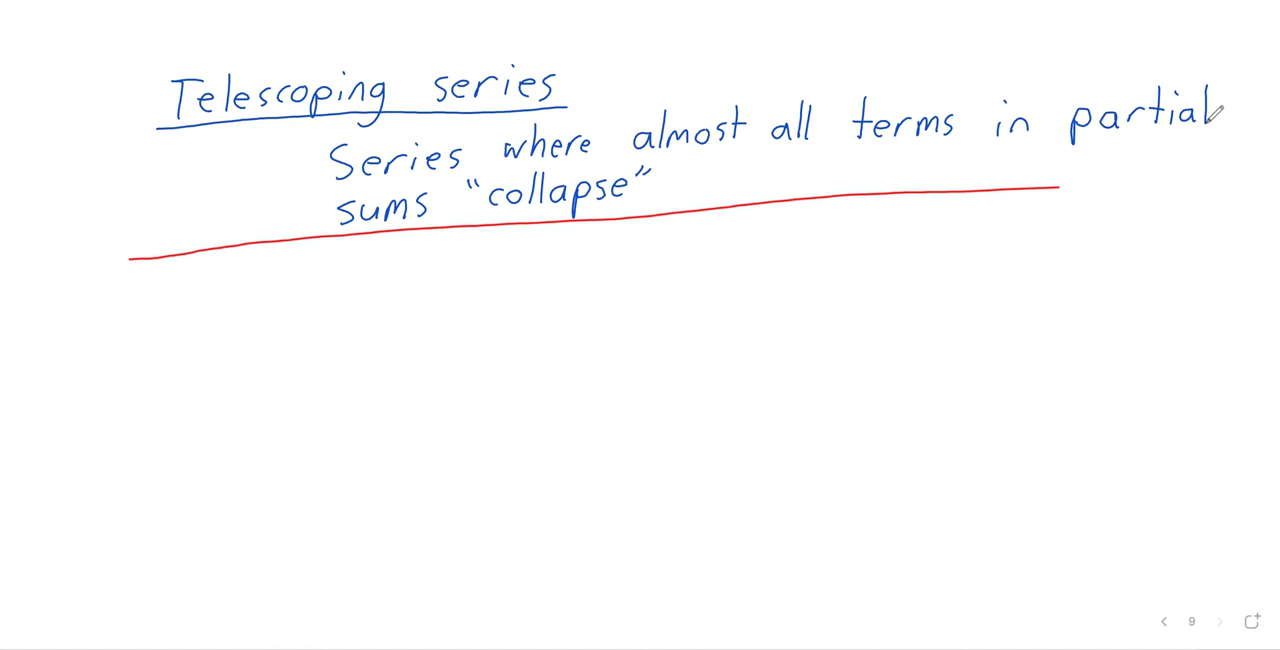 Telescoping series
Series where almost all terms in partial
sums "collapse"
9